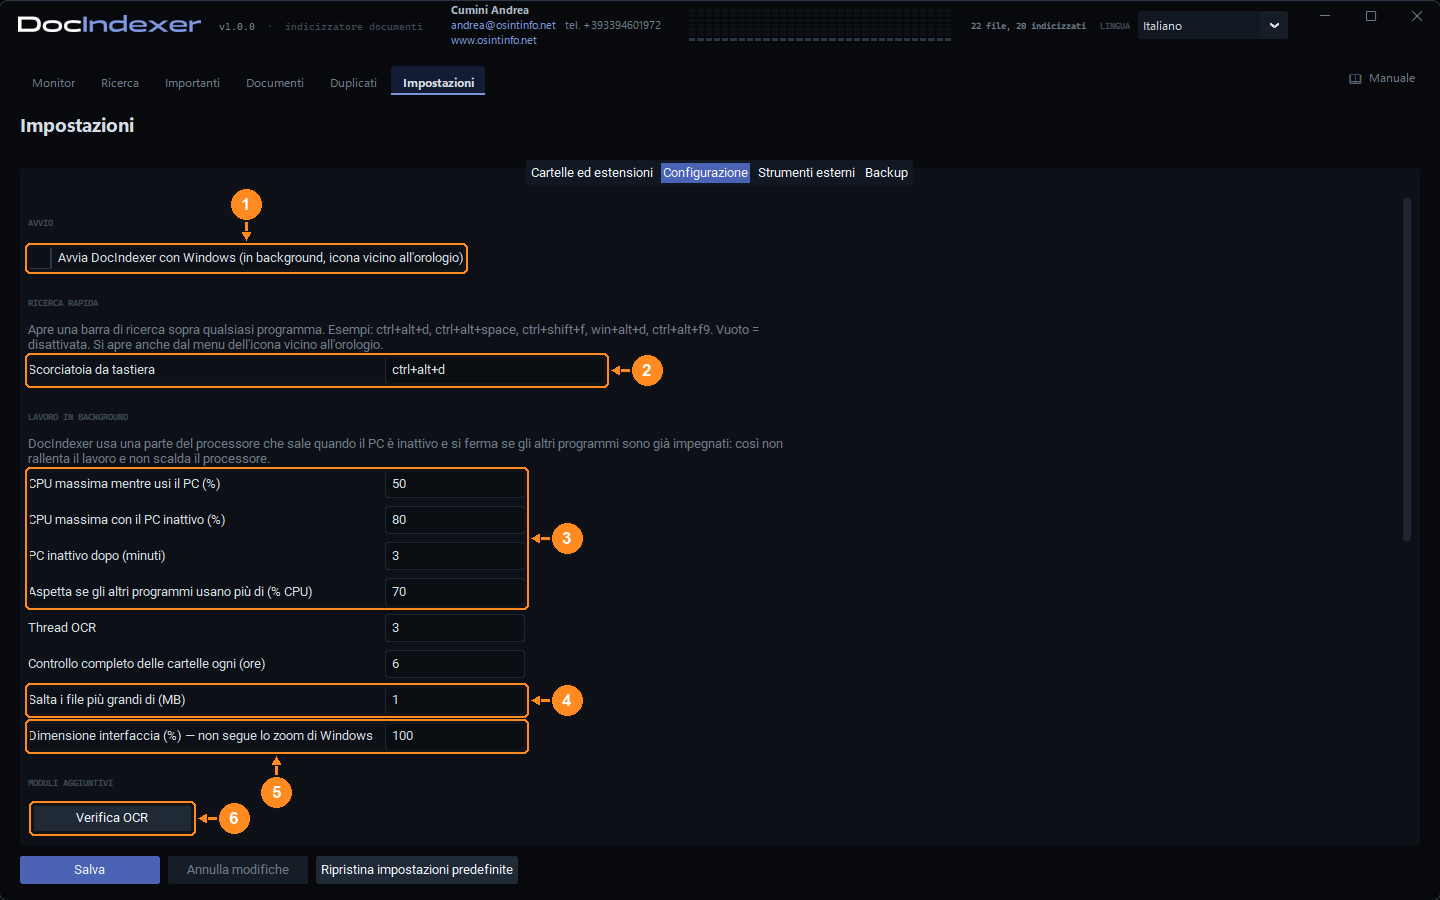 DocIndexer v1.0.0 · indicizzatore documenti
Cumini Andrea
andrea@osintinfo.net tel. +393394601972
www.osintinfo.net
22 file, 20 indicizzati
LINGUA
Italiano
Monitor
Ricerca
Importanti
Documenti
Duplicati
Impostazioni
Manuale
Impostazioni
Cartelle ed estensioni
Configurazione
Strumenti esterni
Backup
1
AVVIO
Avvia DocIndexer con Windows (in background, icona vicino all'orologio)
RICERCA RAPIDA
Apre una barra di ricerca sopra qualsiasi programma. Esempi: ctrl+alt+d, ctrl+alt+space, ctrl+shift+f, win+alt+d, ctrl+alt+f9. Vuoto =
disattivata. Si apre anche dal menu dell'icona vicino all'orologio.
Scorciatoia da tastiera ctrl+alt+d
2
LAVORO IN BACKGROUND
DocIndexer usa una parte del processore che sale quando il PC è inattivo e si ferma se gli altri programmi sono già impegnati: così non
rallenta il lavoro e non scalda il processore.
CPU massima mentre usi il PC (%) 50
CPU massima con il PC inattivo (%) 80
3
PC inattivo dopo (minuti) 3
Aspetta se gli altri programmi usano più di (% CPU) 70
Thread OCR 3
Controllo completo delle cartelle ogni (ore) 6
Salta i file più grandi di (MB) 1
4
Dimensione interfaccia (%) — non segue lo zoom di Windows 100
5
MODULI AGGIUNTIVI
Verifica OCR
6
Salva
Annulla modifiche
Ripristina impostazioni predefinite